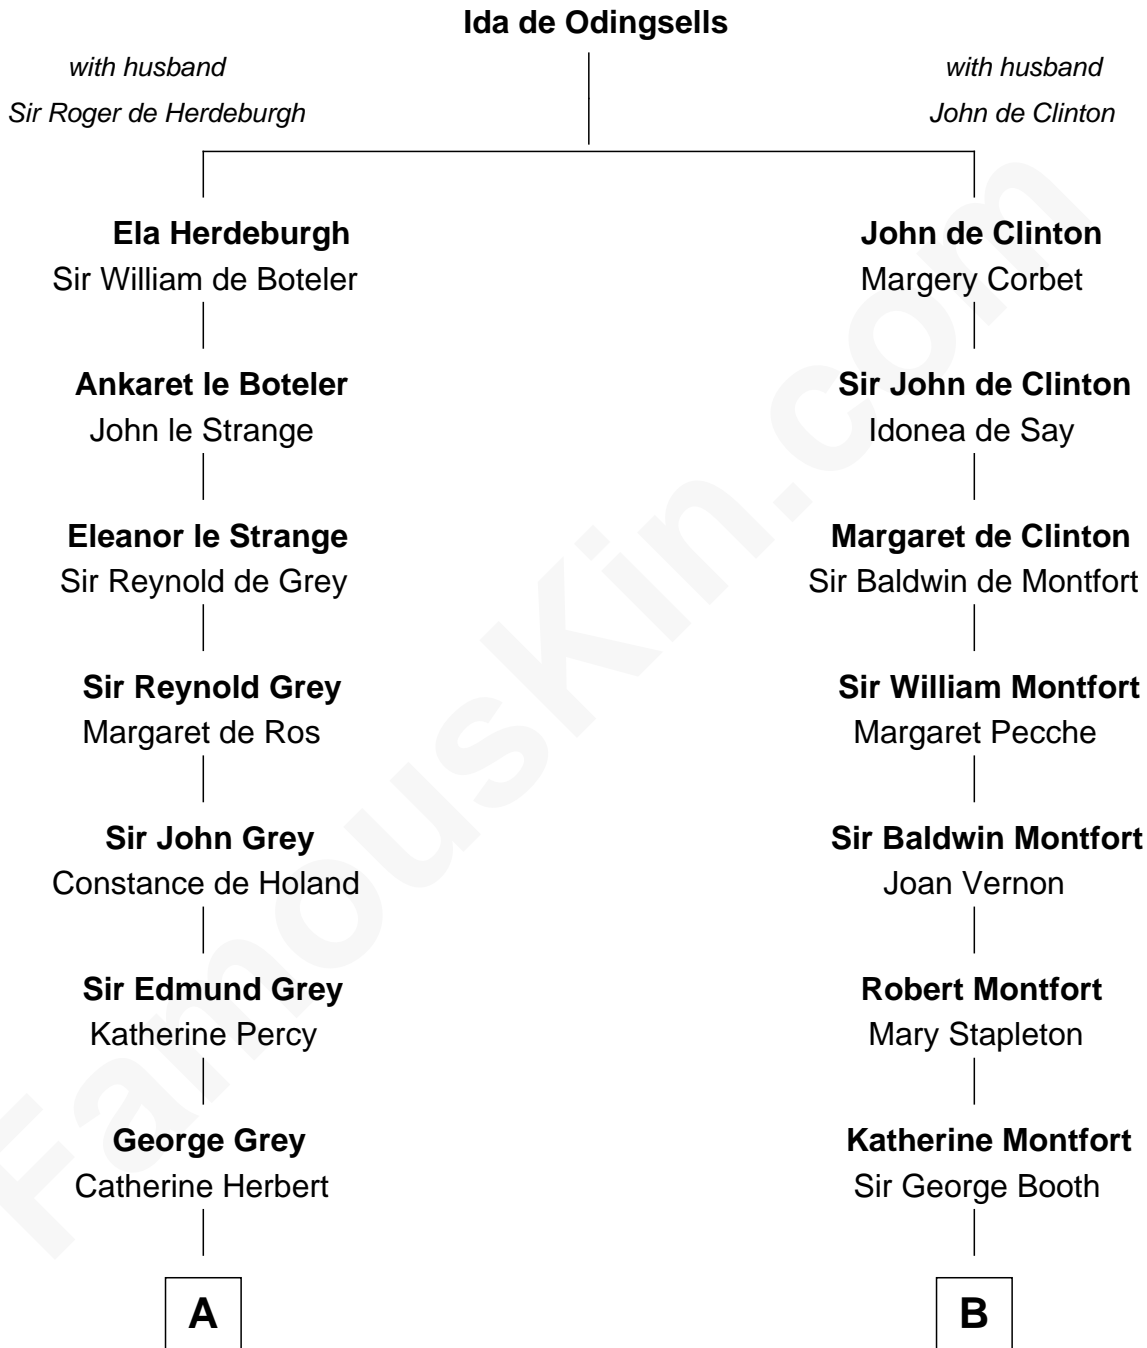 Ida de Odingsells
with husband
Sir Roger de Herdeburgh
with husband
John de Clinton
Ela Herdeburgh
Sir William de Boteler
John de Clinton
Margery Corbet
Ankaret le Boteler
John le Strange
Sir John de Clinton
Idonea de Say
Eleanor le Strange
Sir Reynold de Grey
Margaret de Clinton
Sir Baldwin de Montfort
Sir Reynold Grey
Margaret de Ros
Sir William Montfort
Margaret Pecche
Sir John Grey
Constance de Holand
Sir Baldwin Montfort
Joan Vernon
Sir Edmund Grey
Katherine Percy
Robert Montfort
Mary Stapleton
George Grey
Catherine Herbert
Katherine Montfort
Sir George Booth
A
B
FamousKin.com